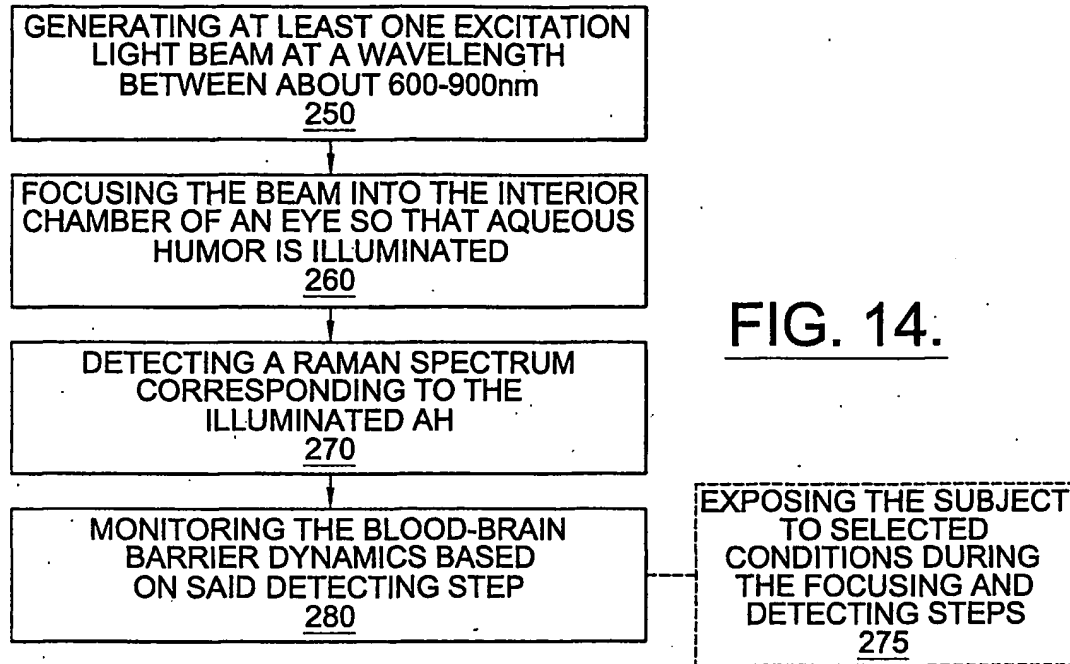 GENERATING AT LEAST ONE EXCITATION
LIGHT BEAM AT A WAVELENGTH
BETWEEN ABOUT 600-900nm
250
FOCUSING THE BEAM INTO THE INTERIOR
CHAMBER OF AN EYE SO THAT AQUEOUS
HUMOR IS ILLUMINATED
260
FIG. 14.
DETECTING A RAMAN SPECTRUM
CORRESPONDING TO THE
ILLUMINATED AH
270
MONITORING THE BLOOD-BRAIN
BARRIER DYNAMICS BASED
ON SAID DETECTING STEP
280
EXPOSING THE SUBJECT
TO SELECTED
CONDITIONS DURING
THE FOCUSING AND
DETECTING STEPS
275